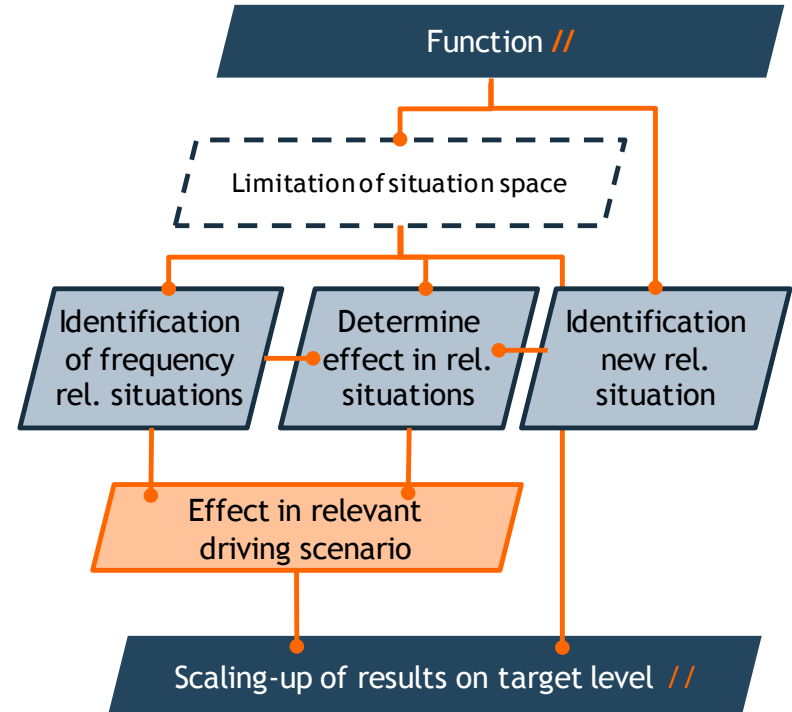 Function //
Limitation of situation space
Identification
of frequency
rel. situations
Determine
effect in rel.
situations
Identification
new rel.
situation
Effect in relevant
driving scenario
Scaling-up of results on target level //